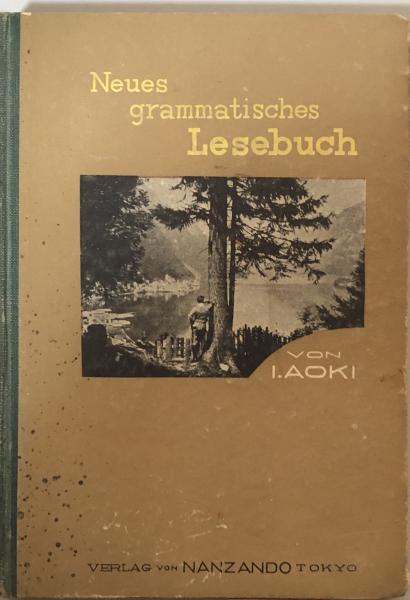 Neues
grammatisches
Lesebuch
VON
I.AOKI
VERLAG VON NANZANDO TOKYO